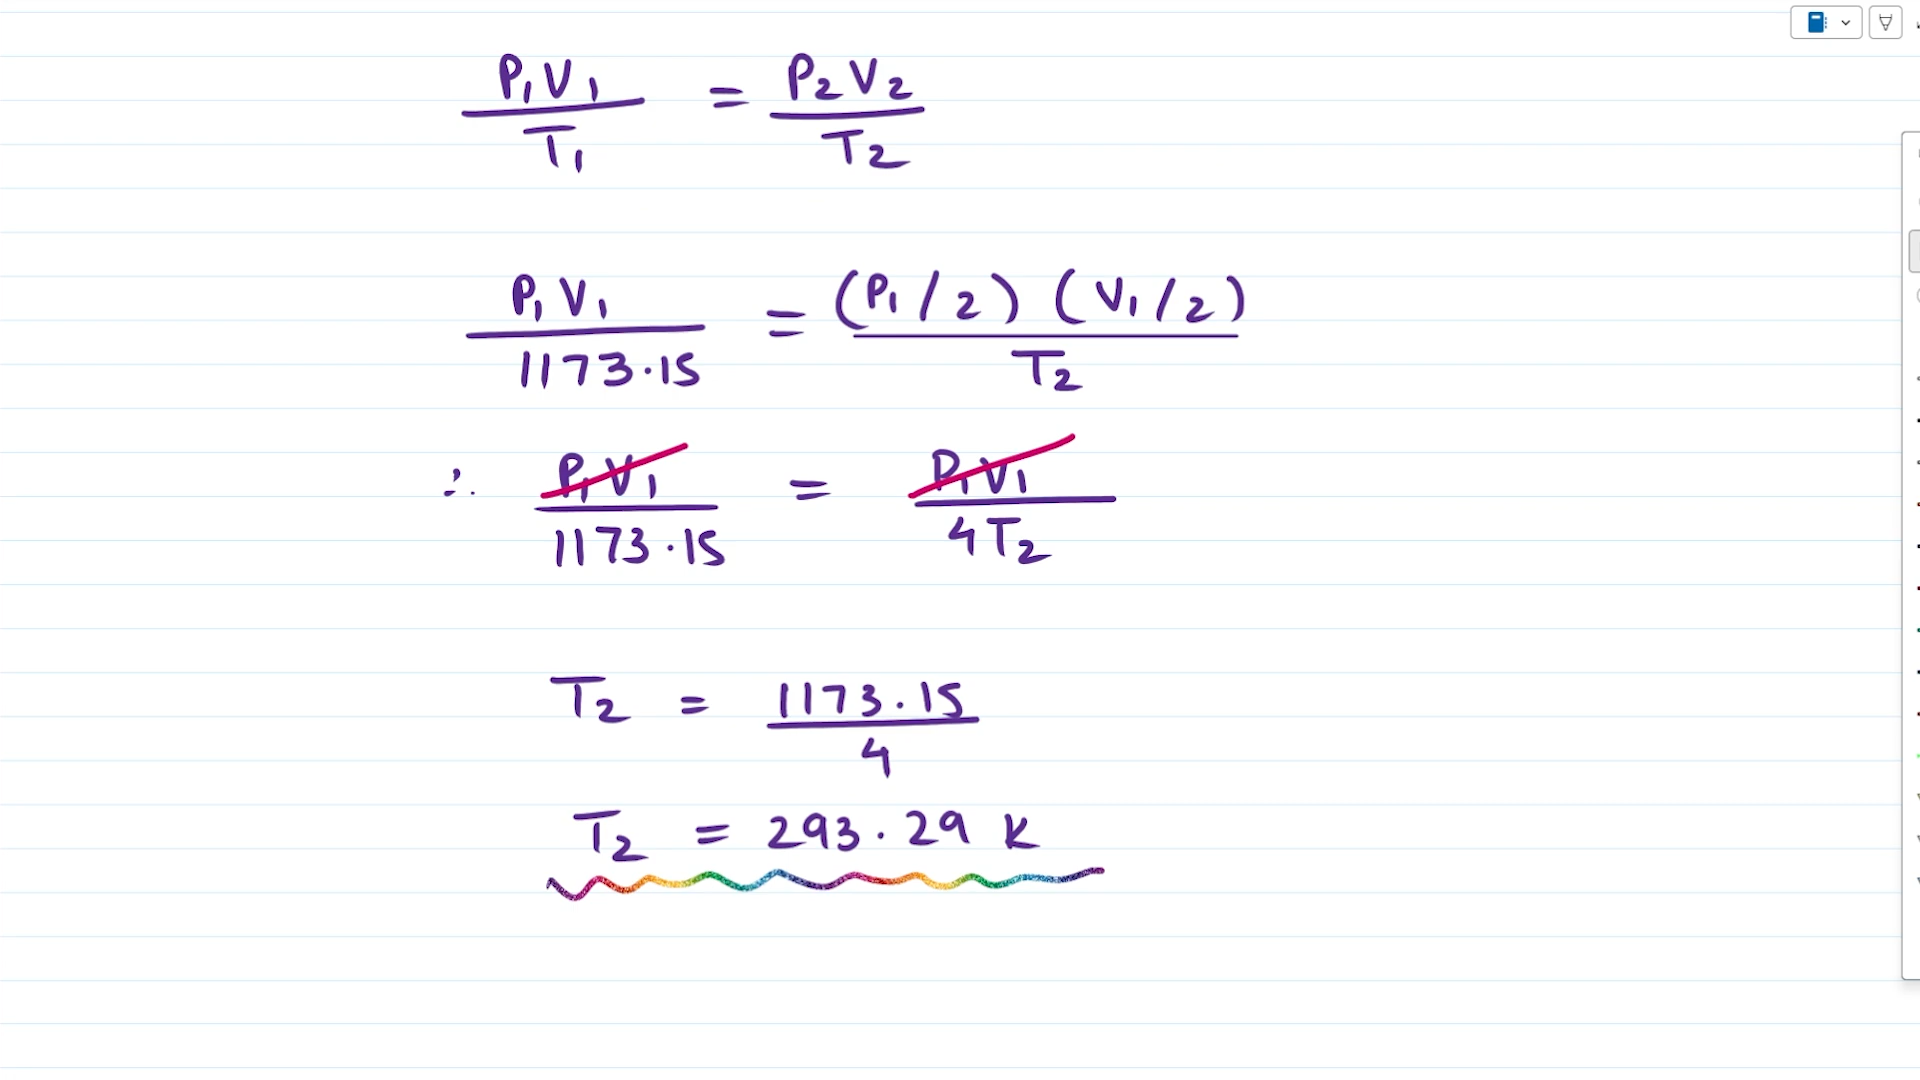 P₁V₁ / T₁ = P₂V₂ / T₂
P₁V₁ / 1173.15 = (P₁/2) (V₁/2) / T₂
∴ P₁V₁ / 1173.15 = P₁V₁ / 4T₂
T₂ = 1173.15 / 4
T₂ = 293.29 K